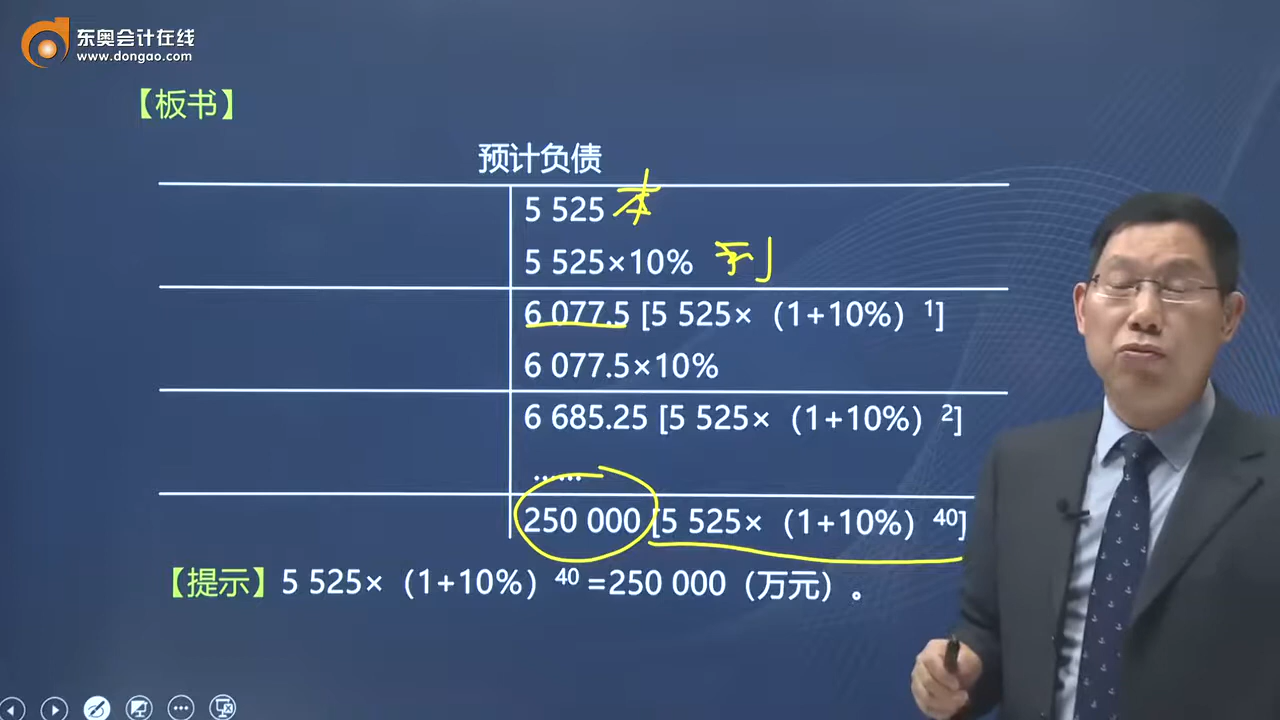 东奥会计在线
www.dongao.com
【板书】
预计负债
5 525 本
5 525×10% 利
6 077.5 [5 525×（1+10%）¹]
6 077.5×10%
6 685.25 [5 525×（1+10%）²]
……
250 000 [5 525×（1+10%）⁴⁰]
【提示】5 525×（1+10%）⁴⁰ =250 000（万元）。